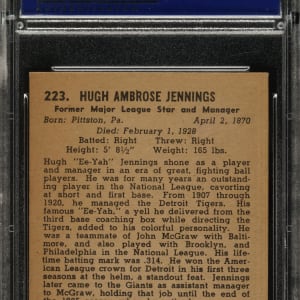 223. HUGH AMBROSE JENNINGS
Former Major League Star and Manager
Born: Pittston, Pa. April 2, 1870
Died: February 1, 1928
Batted: Right Threw: Right
Height: 5' 8½" Weight: 165 lbs.
Hugh "Ee-Yah" Jennings shone as a player
and manager in an era of great, fighting ball
players. He was for many years an outstand-
ing player in the National League, cavorting
at short and first base. From 1907 through
1920, he managed the Detroit Tigers. His
famous "Ee-Yah," a yell he delivered from the
third base coaching box while directing the
Tigers, added to his colorful personality. He
was a teammate of John McGraw with Balti-
more, and also played with Brooklyn, and
Philadelphia in the National League. His life-
time batting mark was .314. He won the Am-
erican League crown for Detroit in his first three
seasons at the helm, a standout feat. Jennings
later came to the Giants as assistant manager
to McGraw, holding that job until the end of